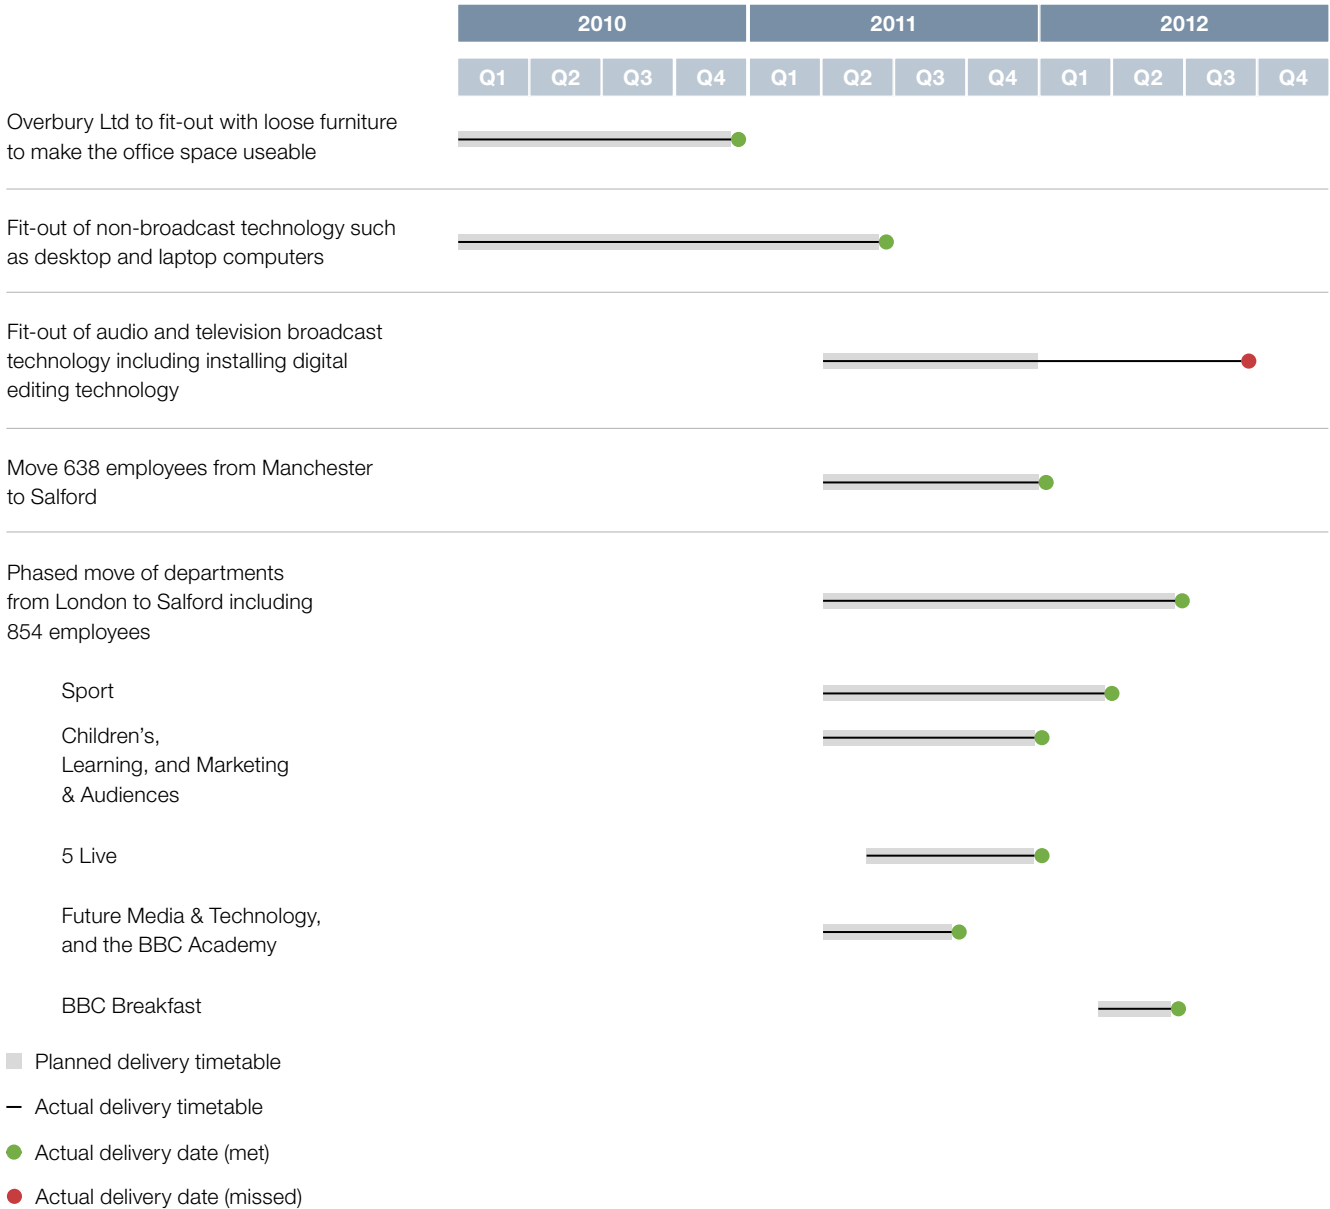 2010 2011 2012
Q1 Q2 Q3 Q4 Q1 Q2 Q3 Q4 Q1 Q2 Q3 Q4
Overbury Ltd to fit-out with loose furniture
to make the office space useable
Fit-out of non-broadcast technology such
as desktop and laptop computers
Fit-out of audio and television broadcast
technology including installing digital
editing technology
Move 638 employees from Manchester
to Salford
Phased move of departments
from London to Salford including
854 employees
Sport
Children’s,
Learning, and Marketing
& Audiences
5 Live
Future Media & Technology,
and the BBC Academy
BBC Breakfast
Planned delivery timetable
Actual delivery timetable
Actual delivery date (met)
Actual delivery date (missed)